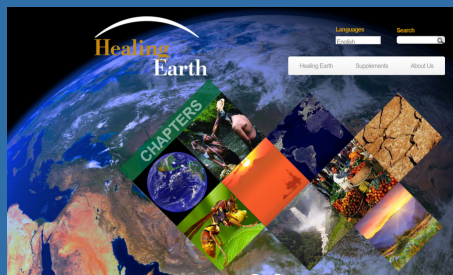 Languages
Search
English
Healing
Earth
Healing Earth
Supplements
About Us
CHAPTERS